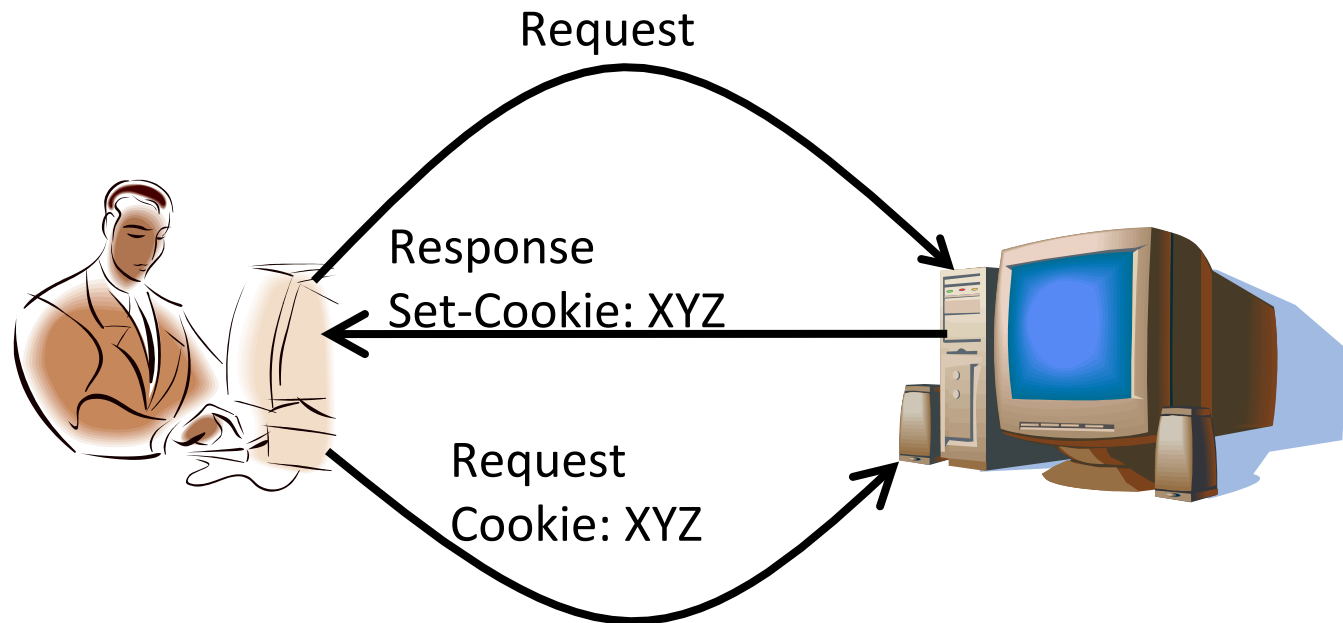 Request
Response
Set-Cookie: XYZ
Request
Cookie: XYZ